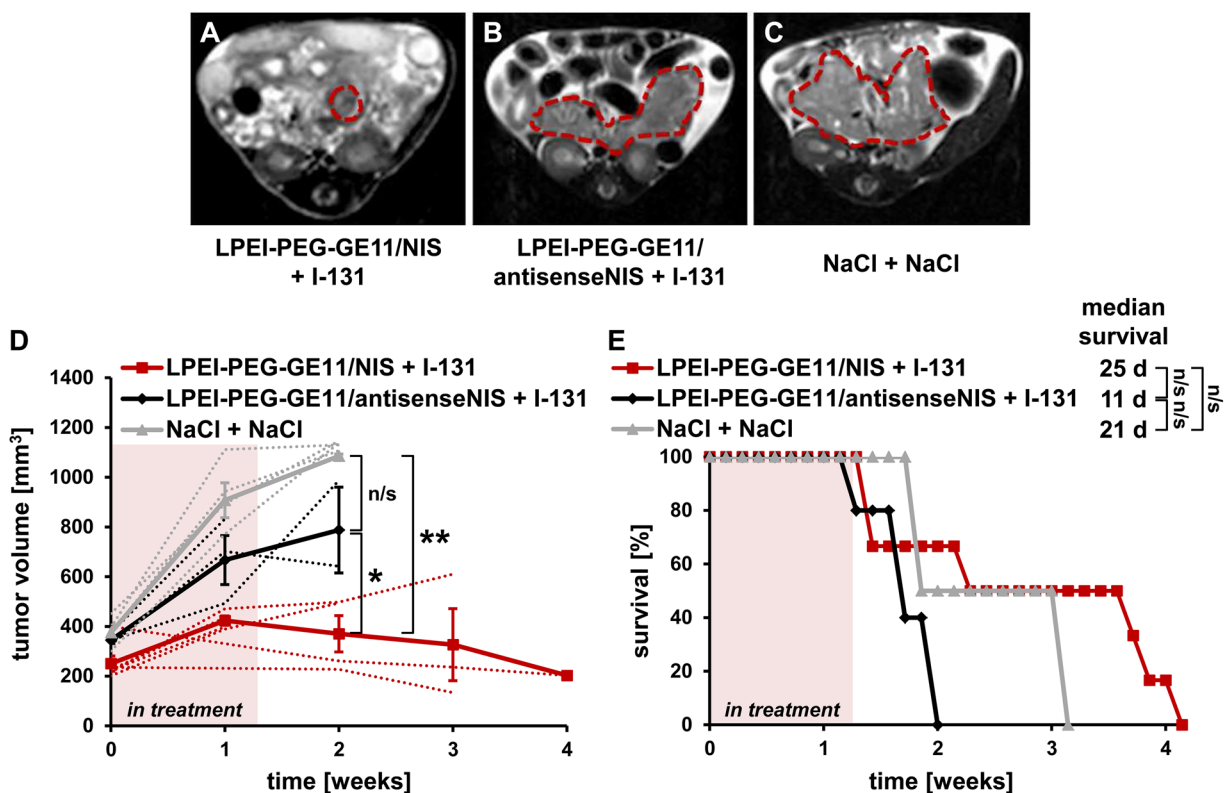 A
B
C
LPEI-PEG-GE11/NIS
+ I-131
LPEI-PEG-GE11/
antisenseNIS + I-131
NaCl + NaCl
D
LPEI-PEG-GE11/NIS + I-131
LPEI-PEG-GE11/antisenseNIS + I-131
NaCl + NaCl
tumor volume [mm³]
1400
1200
1000
800
600
400
200
0
in treatment
n/s
*
**
0 1 2 3 4
time [weeks]
E
median
survival
LPEI-PEG-GE11/NIS + I-131 25 d
LPEI-PEG-GE11/antisenseNIS + I-131 11 d
NaCl + NaCl 21 d
n/s
n/s
n/s
survival [%]
100
80
60
40
20
0
in treatment
0 1 2 3 4
time [weeks]